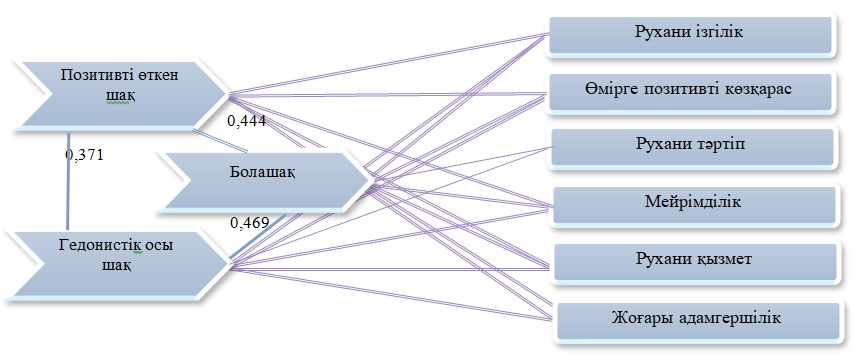 Позитивті өткен
шақ
0,444
0,371
Болашақ
0,469
Гедонистік осы
шақ
Рухани ізгілік
Өмірге позитивті көзқарас
Рухани тәртіп
Мейрімділік
Рухани қызмет
Жоғары адамгершілік